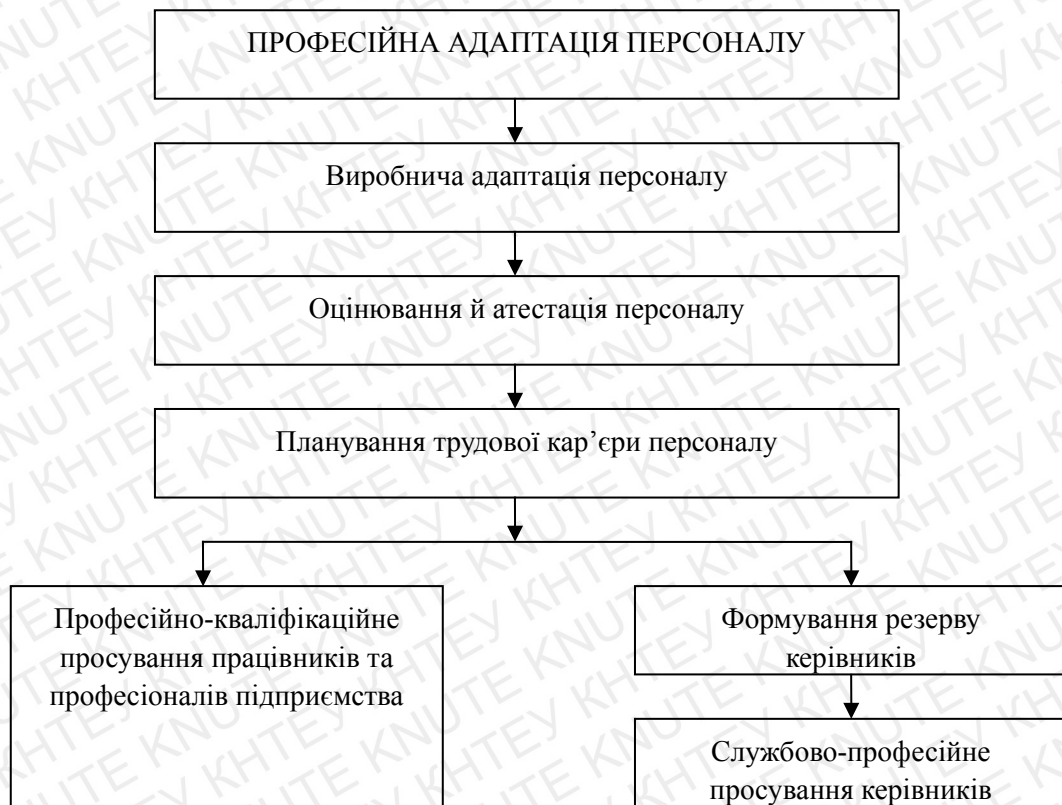 ПРОФЕСІЙНА АДАПТАЦІЯ ПЕРСОНАЛУ
Виробнича адаптація персоналу
Оцінювання й атестація персоналу
Планування трудової кар’єри персоналу
Професійно-кваліфікаційне
просування працівників та
професіоналів підприємства
Формування резерву
керівників
Службово-професійне
просування керівників